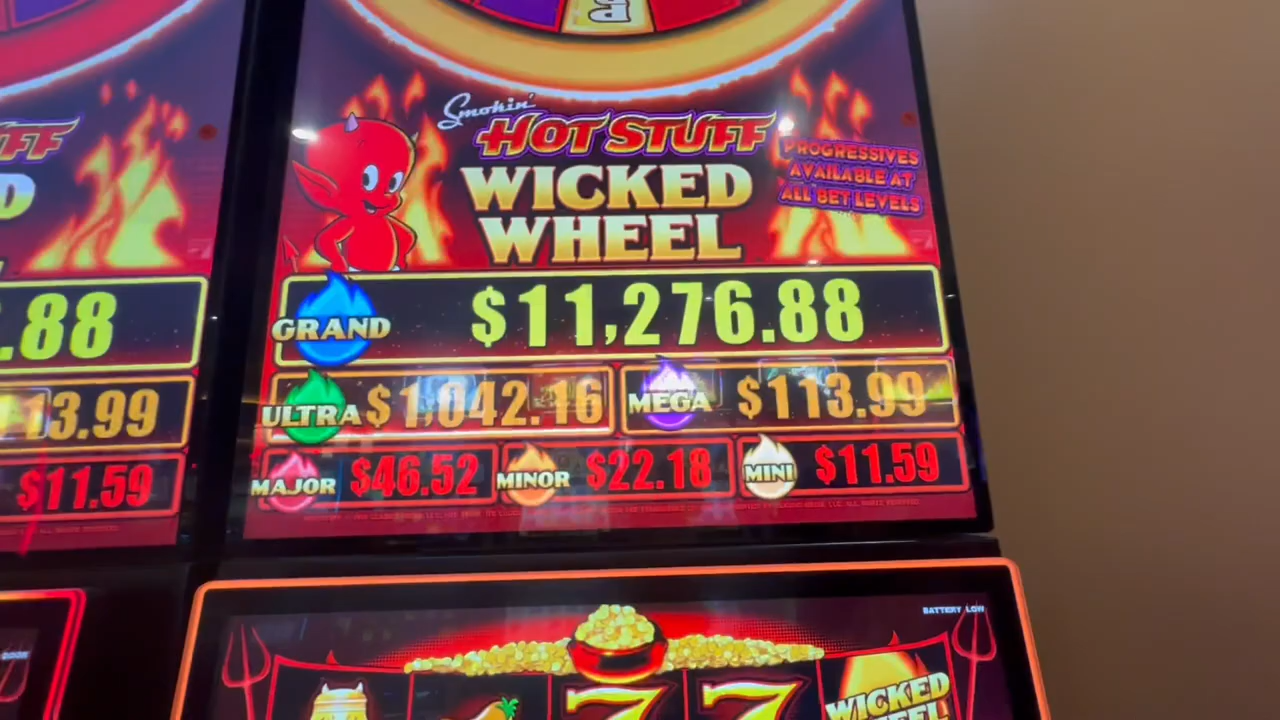 Smokin'
HOT STUFF
WICKED
WHEEL
PROGRESSIVES
AVAILABLE AT
ALL BET LEVELS
GRAND $11,276.88
ULTRA $1,042.16 MEGA $113.99
MAJOR $46.52 MINOR $22.18 MINI $11.59
.88
13.99
$11.59
BATTERY LOW
7 7
WICKED